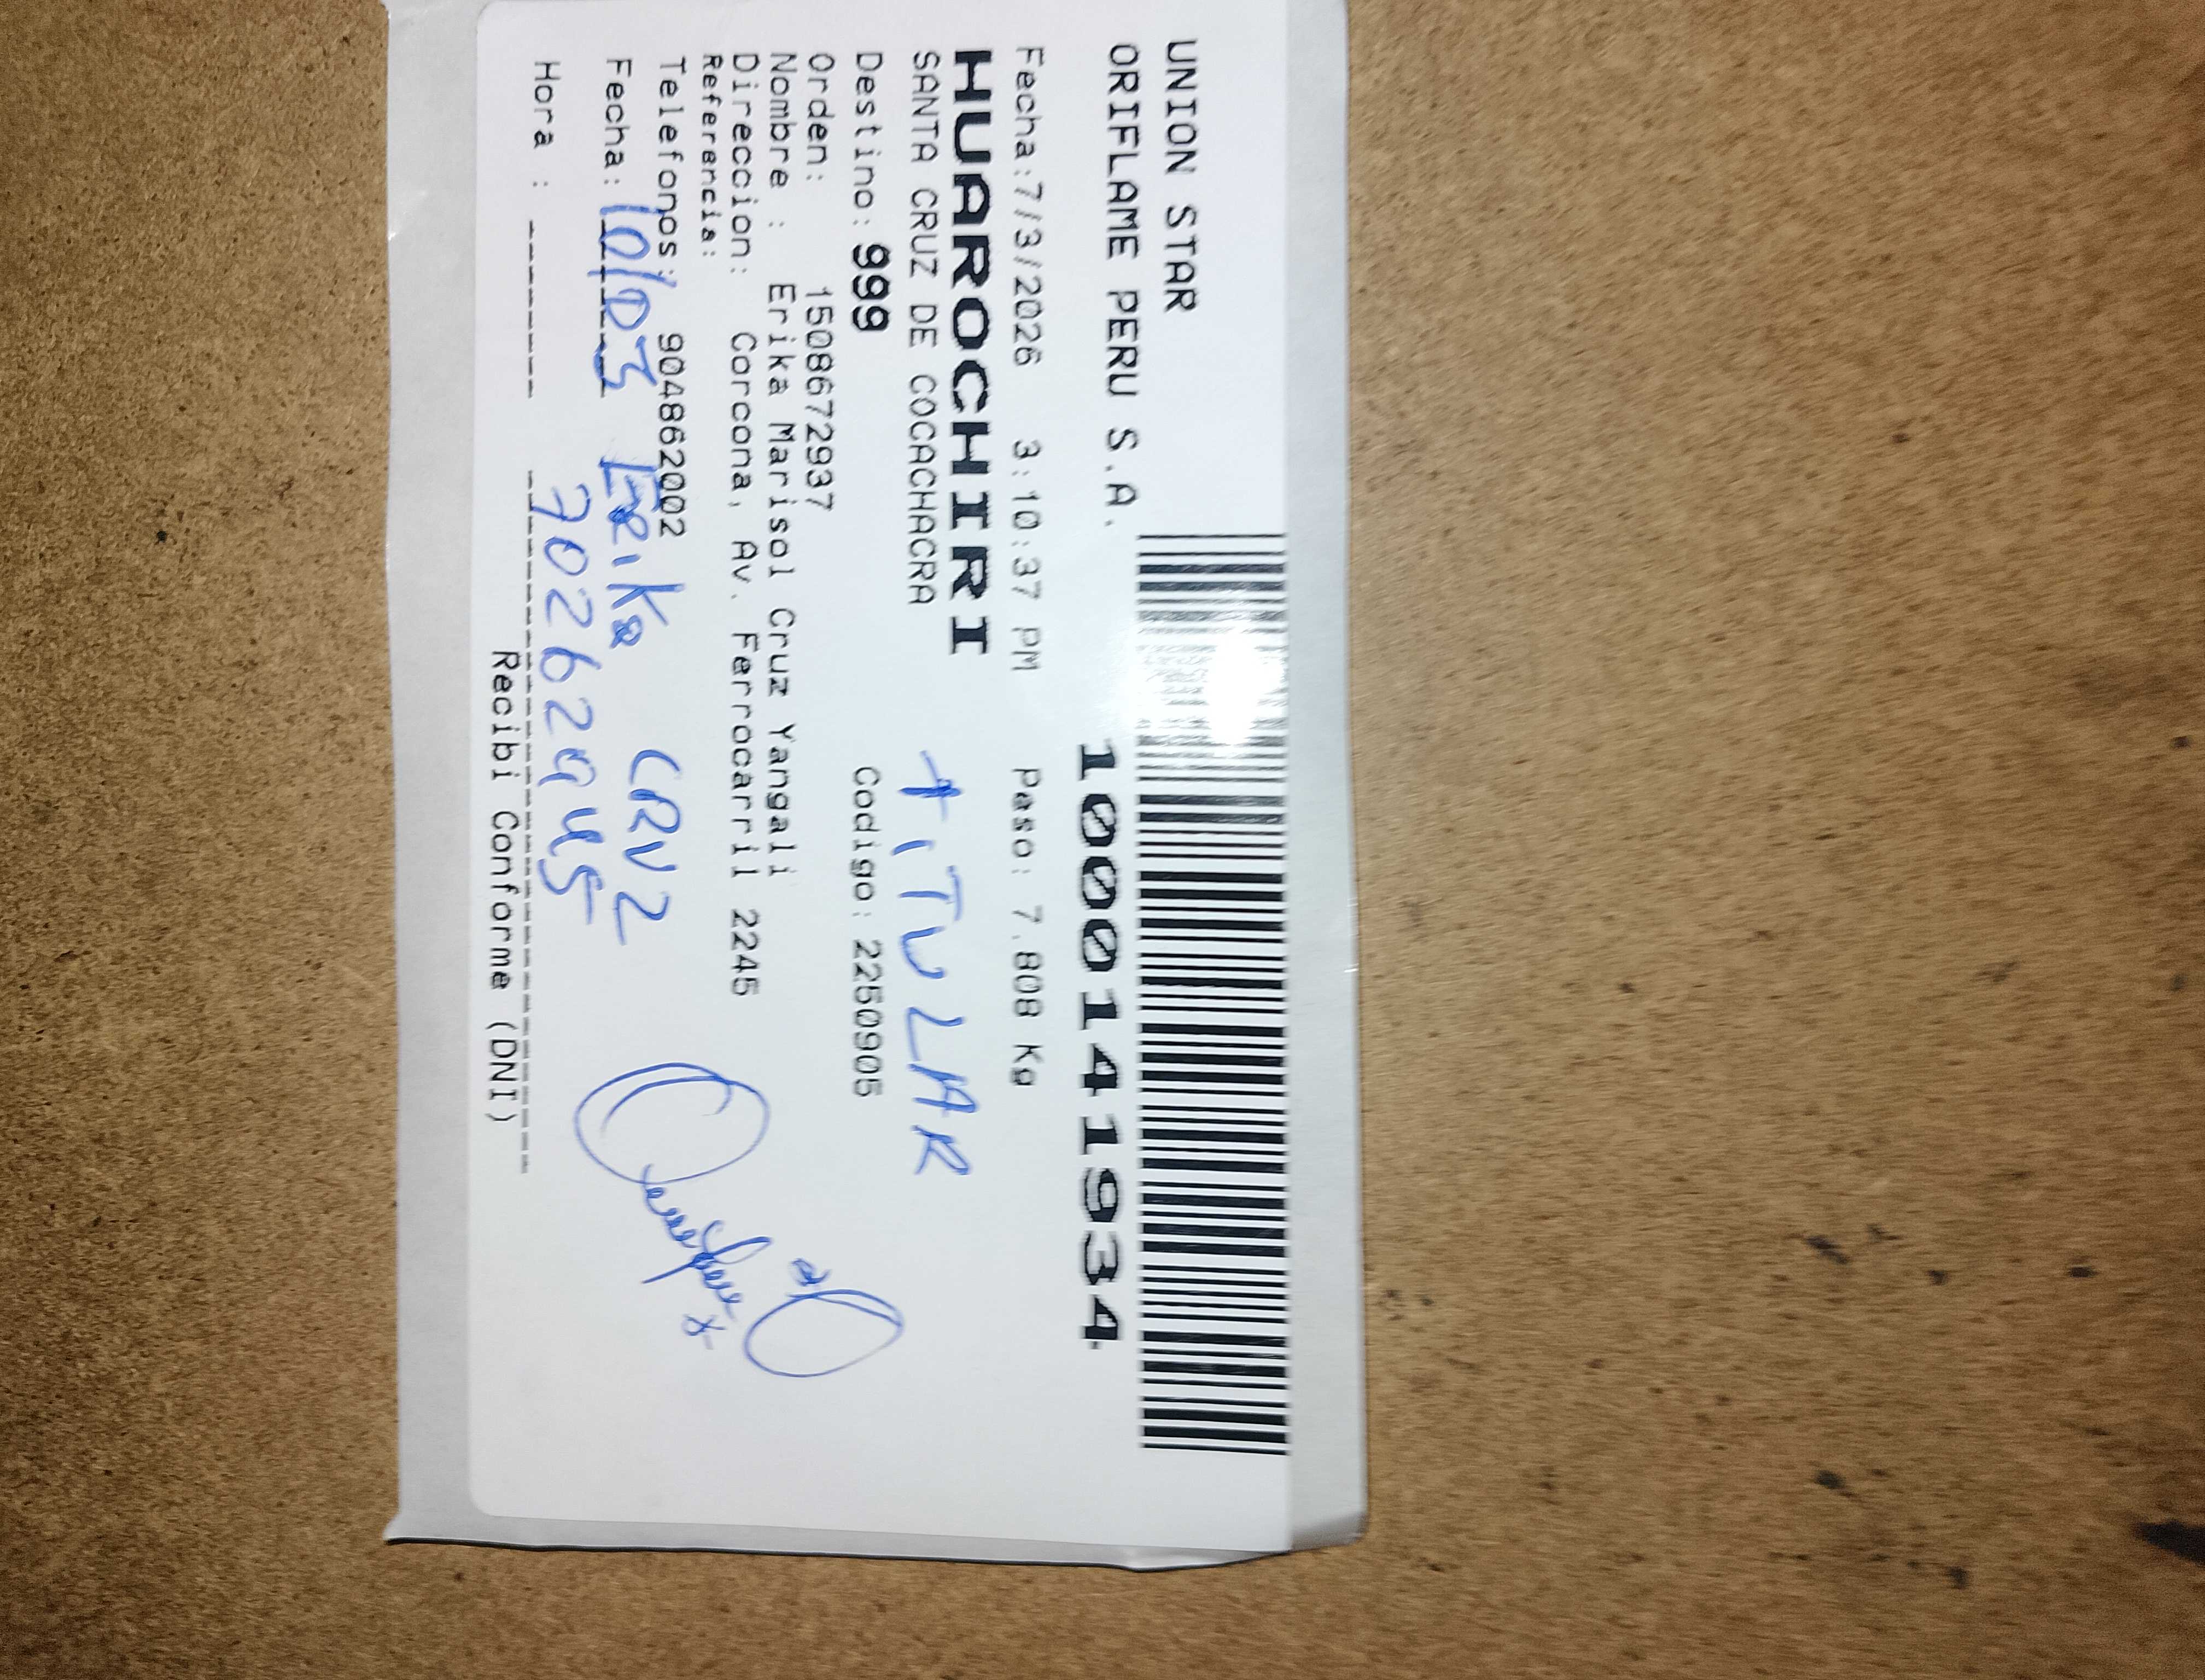 UNION STAR
ORIFLAME PERU S.A.
1000141934
Fecha:7/3/2026 3:10:37 PM Peso: 7.808 Kg
HUAROCHIRI
SANTA CRUZ DE COCACHACRA TITULAR
Destino: 999 Codigo: 2250905
Orden: 1508672937
Nombre : Erika Marisol Cruz Yangali
Direccion: Corcona, Av. Ferrocarril 2245
Referencia:
Telefonos: 904862002
Fecha: 10/03 Erika CRUZ
Hora :
Recibi Conforme (DNI)